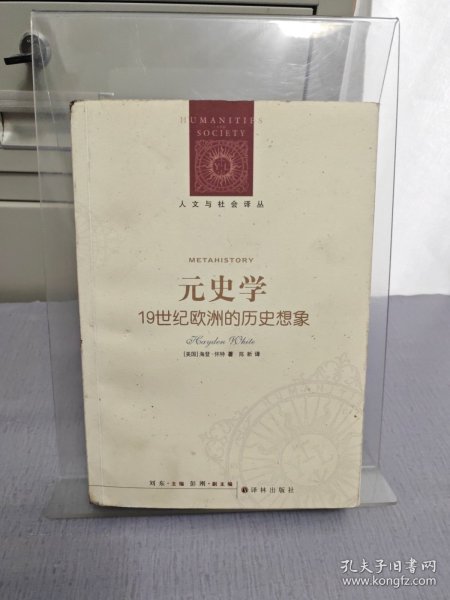 HUMANITIES
AND
SOCIETY
人文与社会译丛
METAHISTORY
元史学
19世纪欧洲的历史想象
Hayden White
[美国]海登·怀特 著 陈新 译
刘东·主编 彭刚·副主编
译林出版社
孔夫子旧书网
www.kongfz.com